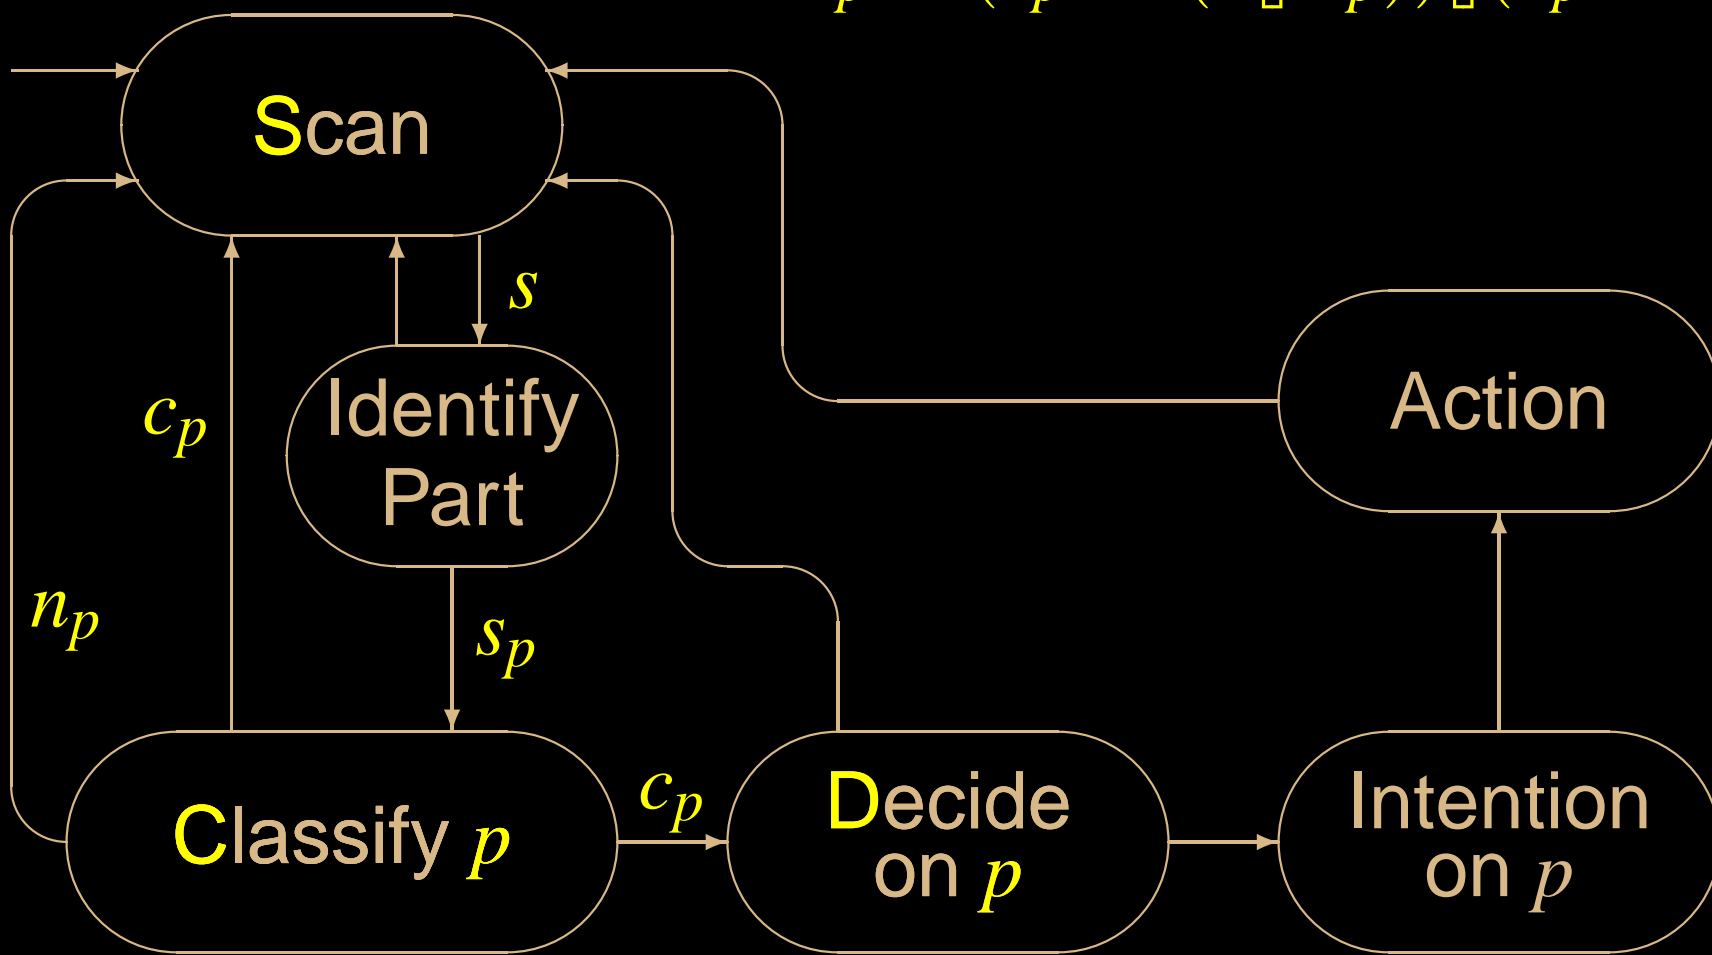 Scan
s
Identify
Part
c_p
Action
n_p
s_p
Classify p
c_p
Decide
on p
Intention
on p